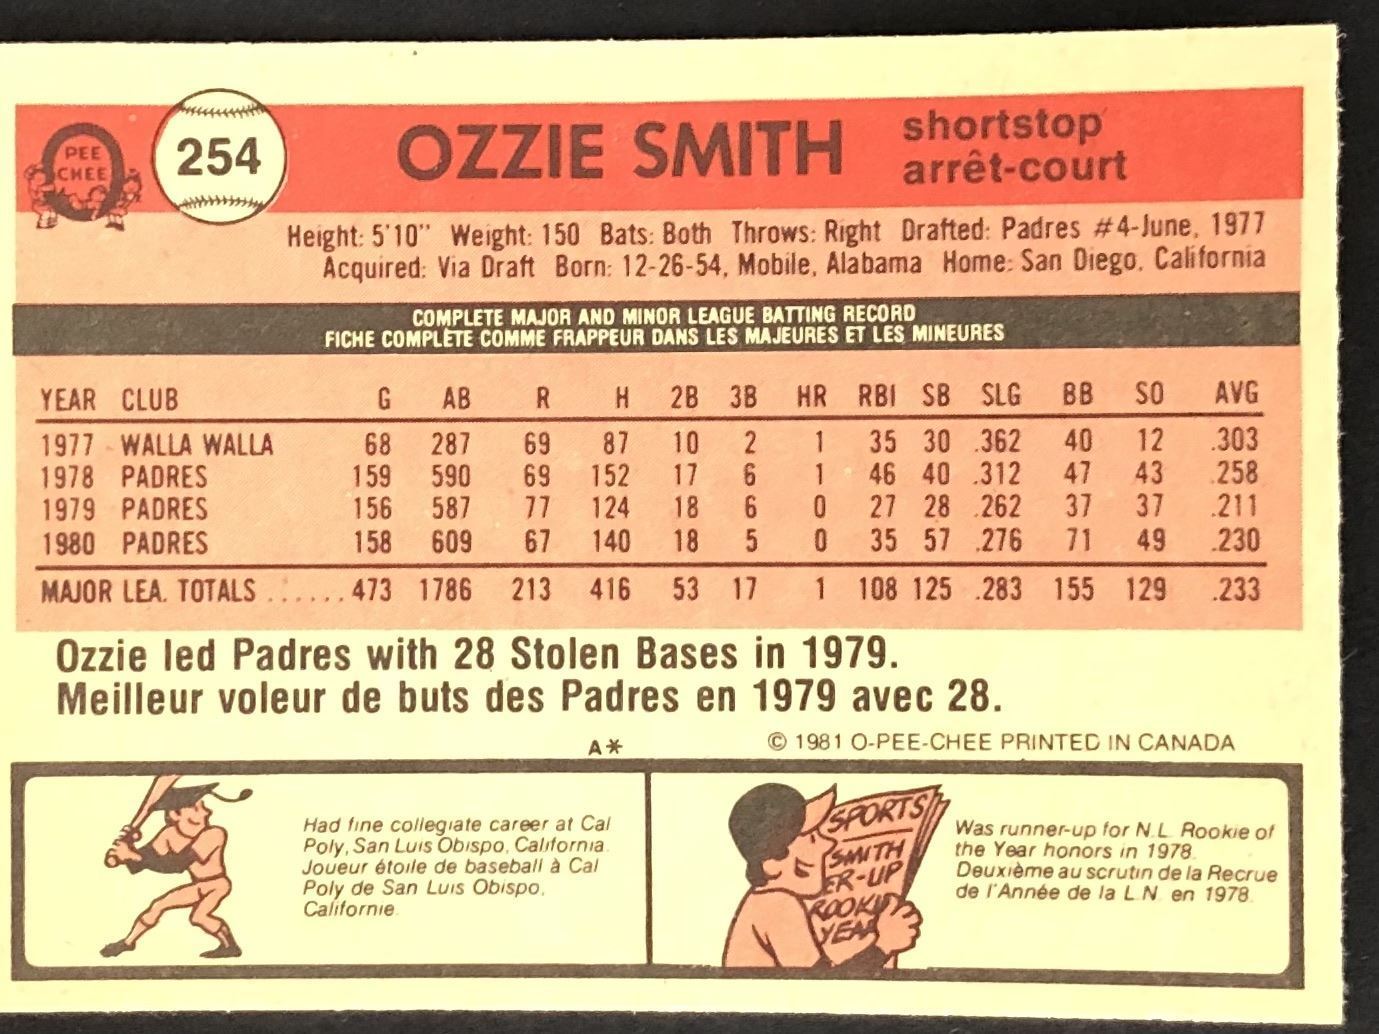 PEE
CHEE
254
OZZIE SMITH
shortstop
arrêt-court
Height: 5'10" Weight: 150 Bats: Both Throws: Right Drafted: Padres #4-June, 1977
Acquired: Via Draft Born: 12-26-54, Mobile, Alabama Home: San Diego, California
COMPLETE MAJOR AND MINOR LEAGUE BATTING RECORD
FICHE COMPLÈTE COMME FRAPPEUR DANS LES MAJEURES ET LES MINEURES
YEAR CLUB G AB R H 2B 3B HR RBI SB SLG BB SO AVG
1977 WALLA WALLA 68 287 69 87 10 2 1 35 30 .362 40 12 .303
1978 PADRES 159 590 69 152 17 6 1 46 40 .312 47 43 .258
1979 PADRES 156 587 77 124 18 6 0 27 28 .262 37 37 .211
1980 PADRES 158 609 67 140 18 5 0 35 57 .276 71 49 .230
MAJOR LEA. TOTALS ...... 473 1786 213 416 53 17 1 108 125 .283 155 129 .233
Ozzie led Padres with 28 Stolen Bases in 1979.
Meilleur voleur de buts des Padres en 1979 avec 28.
A* © 1981 O-PEE-CHEE PRINTED IN CANADA
Had fine collegiate career at Cal
Poly, San Luis Obispo, California.
Joueur étoile de baseball à Cal
Poly de San Luis Obispo,
Californie.
SPORTS
SMITH
ER-UP
ROOKI
YEAR
Was runner-up for N.L. Rookie of
the Year honors in 1978.
Deuxième au scrutin de la Recrue
de l'Année de la L.N. en 1978.